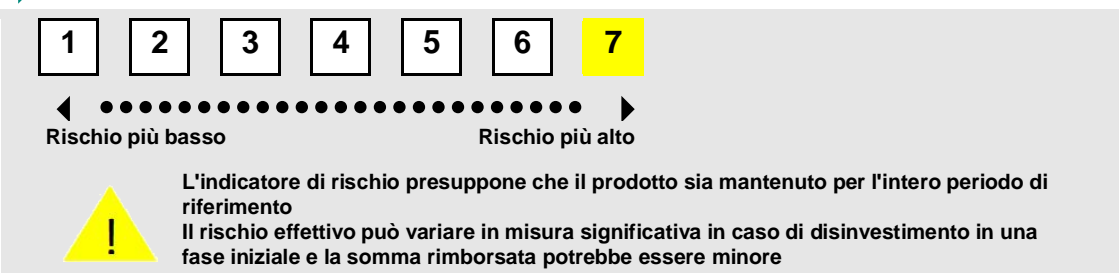 1 2 3 4 5 6 7
Rischio più basso Rischio più alto
L'indicatore di rischio presuppone che il prodotto sia mantenuto per l'intero periodo di
riferimento
! Il rischio effettivo può variare in misura significativa in caso di disinvestimento in una
fase iniziale e la somma rimborsata potrebbe essere minore